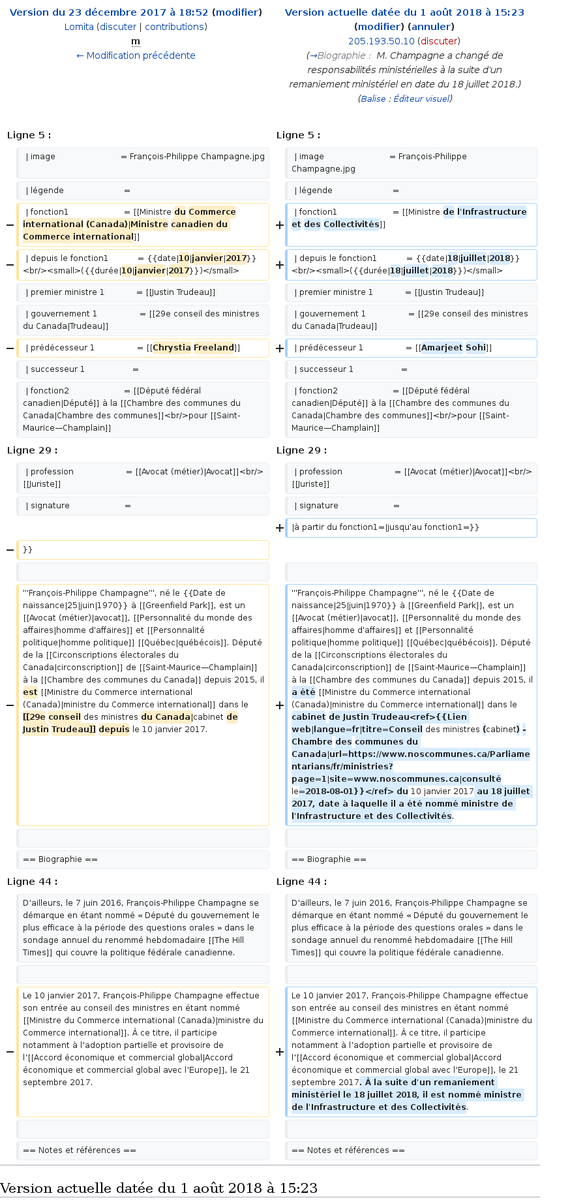 Version du 23 décembre 2017 à 18:52 (modifier)
Lomita (discuter | contributions)
m
← Modification précédente
Version actuelle datée du 1 août 2018 à 15:23
(modifier) (annuler)
205.193.50.10 (discuter)
(→Biographie : M. Champagne a changé de
responsabilités ministérielles à la suite d'un
remaniement ministériel en date du 18 juillet 2018.)
(Balise : Éditeur visuel)
Ligne 5 :
| image = François-Philippe Champagne.jpg
| légende =
− | fonction1 = [[Ministre du Commerce
international (Canada)|Ministre canadien du
Commerce international]]
− | depuis le fonction1 = {{date|10|janvier|2017}}
<br/><small>({{durée|10|janvier|2017}})</small>
| premier ministre 1 = [[Justin Trudeau]]
| gouvernement 1 = [[29e conseil des ministres
du Canada|Trudeau]]
− | prédécesseur 1 = [[Chrystia Freeland]]
| successeur 1 =
| fonction2 = [[Député fédéral
canadien|Député]] à la [[Chambre des communes du
Canada|Chambre des communes]]<br/>pour [[Saint-
Maurice—Champlain]]
Ligne 5 :
| image = François-Philippe
Champagne.jpg
| légende =
+ | fonction1 = [[Ministre de l'Infrastructure
et des Collectivités]]
+ | depuis le fonction1 = {{date|18|juillet|2018}}
<br/><small>({{durée|18|juillet|2018}})</small>
| premier ministre 1 = [[Justin Trudeau]]
| gouvernement 1 = [[29e conseil des ministres
du Canada|Trudeau]]
+ | prédécesseur 1 = [[Amarjeet Sohi]]
| successeur 1 =
| fonction2 = [[Député fédéral
canadien|Député]] à la [[Chambre des communes du
Canada|Chambre des communes]]<br/>pour [[Saint-
Maurice—Champlain]]
Ligne 29 :
| profession = [[Avocat (métier)|Avocat]]<br/>
[[Juriste]]
| signature =
− }}
'''François-Philippe Champagne''', né le {{Date de
naissance|25|juin|1970}} à [[Greenfield Park]], est un
[[Avocat (métier)|avocat]], [[Personnalité du monde des
affaires|homme d'affaires]] et [[Personnalité
politique|homme politique]] [[Québec|québécois]]. Député
de la [[Circonscriptions électorales du
Canada|circonscription]] de [[Saint-Maurice—Champlain]]
à la [[Chambre des communes du Canada]] depuis 2015, il
est [[Ministre du Commerce international
− (Canada)|ministre du Commerce international]] dans le
[[29e conseil des ministres du Canada|cabinet de
Justin Trudeau]] depuis le 10 janvier 2017.
== Biographie ==
Ligne 29 :
| profession = [[Avocat (métier)|Avocat]]<br/>
[[Juriste]]
| signature =
+ |à partir du fonction1=|jusqu'au fonction1=}}
'''François-Philippe Champagne''', né le {{Date de
naissance|25|juin|1970}} à [[Greenfield Park]], est un
[[Avocat (métier)|avocat]], [[Personnalité du monde des
affaires|homme d'affaires]] et [[Personnalité
politique|homme politique]] [[Québec|québécois]]. Député
de la [[Circonscriptions électorales du
Canada|circonscription]] de [[Saint-Maurice—Champlain]]
à la [[Chambre des communes du Canada]] depuis 2015, il
a été [[Ministre du Commerce international
+ (Canada)|ministre du Commerce international]] dans le
cabinet de Justin Trudeau<ref>{{Lien
web|langue=fr|titre=Conseil des ministres (cabinet) -
Chambre des communes du
Canada|url=https://www.noscommunes.ca/Parliame
ntarians/fr/ministries?
page=1|site=www.noscommunes.ca|consulté
le=2018-08-01}}</ref> du 10 janvier 2017 au 18 juillet
2017, date à laquelle il a été nommé ministre de
l'Infrastructure et des Collectivités.
== Biographie ==
Ligne 44 :
D'ailleurs, le 7 juin 2016, François-Philippe Champagne se
démarque en étant nommé « Député du gouvernement le
plus efficace à la période des questions orales » dans le
sondage annuel du renommé hebdomadaire [[The Hill
Times]] qui couvre la politique fédérale canadienne.
Le 10 janvier 2017, François-Philippe Champagne effectue
son entrée au conseil des ministres en étant nommé
[[Ministre du Commerce international (Canada)|ministre du
Commerce international]]. À ce titre, il participe
notamment à l'adoption partielle et provisoire de
− l'[[Accord économique et commercial global|Accord
économique et commercial global avec l'Europe]], le 21
septembre 2017.
== Notes et références ==
Ligne 44 :
D'ailleurs, le 7 juin 2016, François-Philippe Champagne se
démarque en étant nommé « Député du gouvernement le
plus efficace à la période des questions orales » dans le
sondage annuel du renommé hebdomadaire [[The Hill
Times]] qui couvre la politique fédérale canadienne.
Le 10 janvier 2017, François-Philippe Champagne effectue
son entrée au conseil des ministres en étant nommé
[[Ministre du Commerce international (Canada)|ministre du
Commerce international]]. À ce titre, il participe
notamment à l'adoption partielle et provisoire de
+ l'[[Accord économique et commercial global|Accord
économique et commercial global avec l'Europe]], le 21
septembre 2017. À la suite d'un remaniement
ministériel le 18 juillet 2018, il est nommé ministre
de l'Infrastructure et des Collectivités.
== Notes et références ==
Version actuelle datée du 1 août 2018 à 15:23